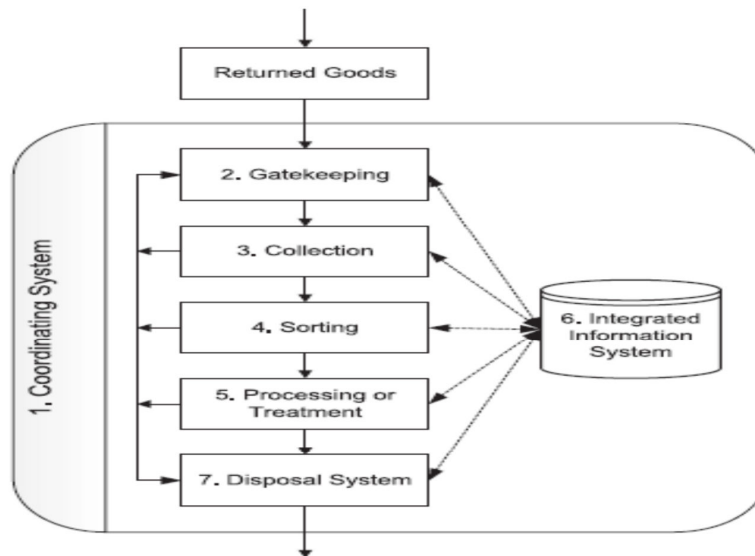 Returned Goods
1. Coordinating System
2. Gatekeeping
3. Collection
4. Sorting
5. Processing or
Treatment
6. Integrated
Information
System
7. Disposal System